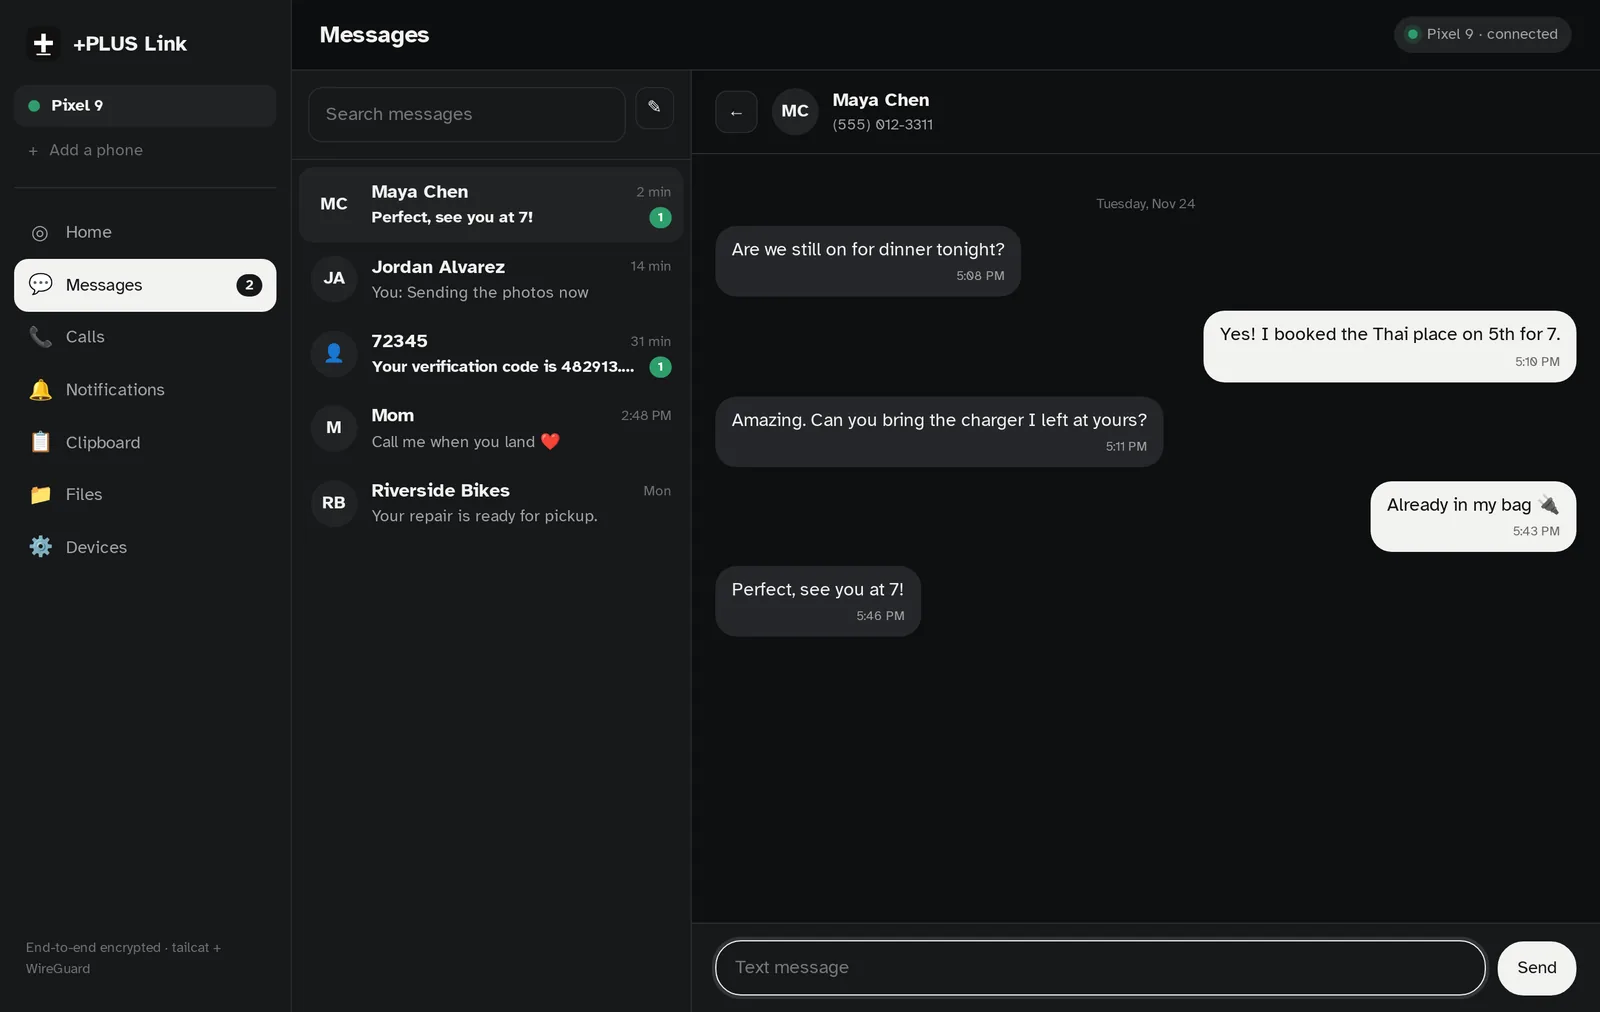 +PLUS Link
Pixel 9
+ Add a phone
Home
Messages 2
Calls
Notifications
Clipboard
Files
Devices
End-to-end encrypted · tailcat +
WireGuard
Messages
Pixel 9 · connected
Search messages
MC Maya Chen 2 min
Perfect, see you at 7! 1
JA Jordan Alvarez 14 min
You: Sending the photos now
72345 31 min
Your verification code is 482913.... 1
M Mom 2:48 PM
Call me when you land ❤️
RB Riverside Bikes Mon
Your repair is ready for pickup.
← MC Maya Chen
(555) 012-3311
Tuesday, Nov 24
Are we still on for dinner tonight?
5:08 PM
Yes! I booked the Thai place on 5th for 7.
5:10 PM
Amazing. Can you bring the charger I left at yours?
5:11 PM
Already in my bag 🔌
5:43 PM
Perfect, see you at 7!
5:46 PM
Text message
Send